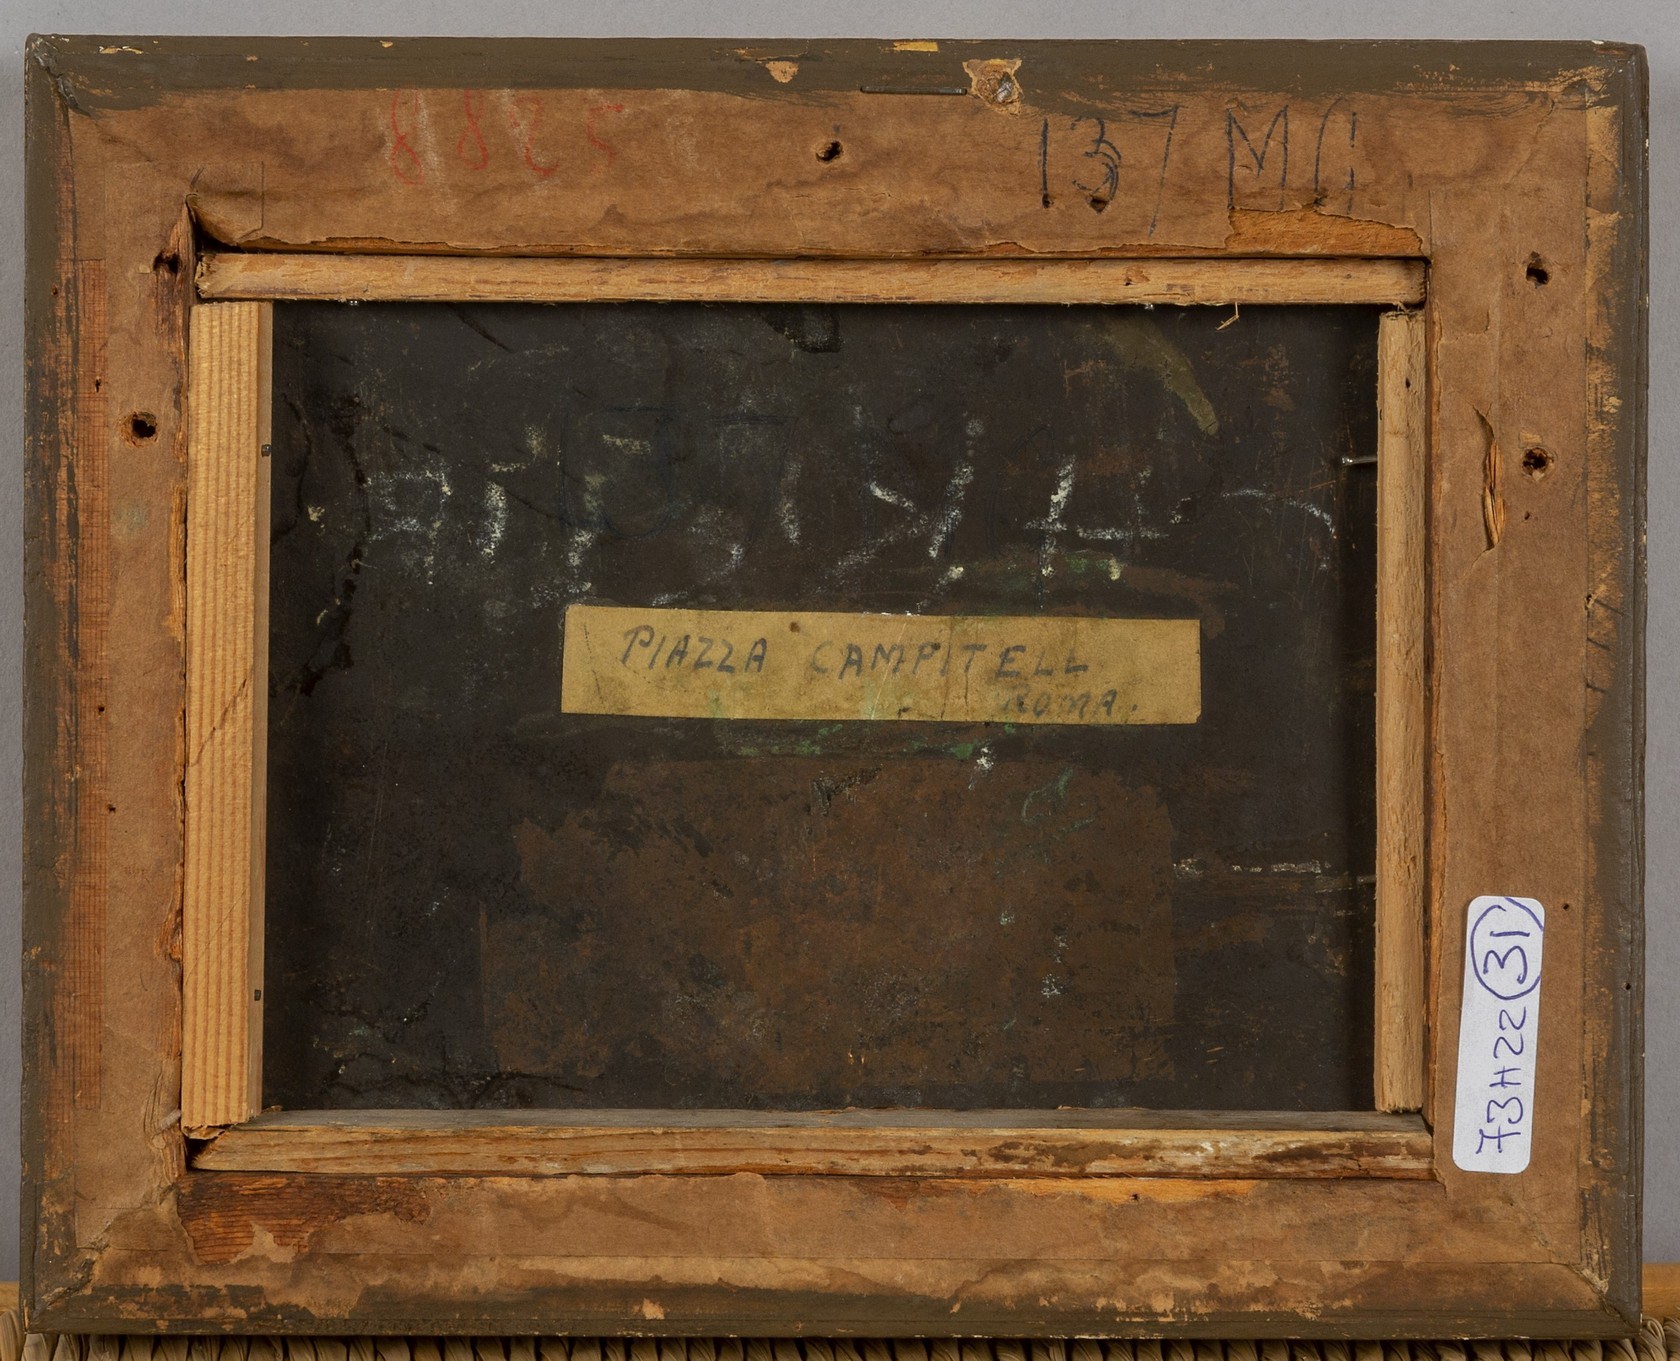 8825
137 MG
PIAZZA CAMPITELL
ROMA.
73H22 31